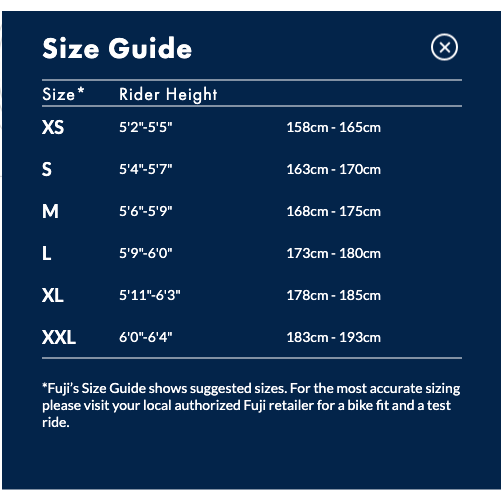 Size Guide
Size* Rider Height
XS 5'2"-5'5" 158cm - 165cm
S 5'4"-5'7" 163cm - 170cm
M 5'6"-5'9" 168cm - 175cm
L 5'9"-6'0" 173cm - 180cm
XL 5'11"-6'3" 178cm - 185cm
XXL 6'0"-6'4" 183cm - 193cm
*Fuji’s Size Guide shows suggested sizes. For the most accurate sizing
please visit your local authorized Fuji retailer for a bike fit and a test
ride.